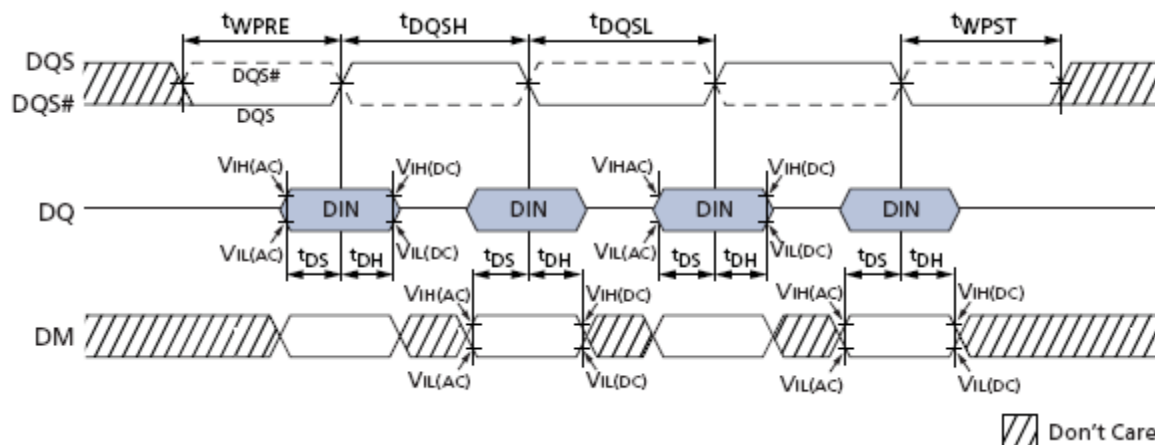 tWPRE tDQSH tDQSL tWPST
DQS
DQS#
DQS#
DQS
VIH(AC) VIH(DC) VIHAC) VIH(DC)
DQ DIN DIN DIN DIN
VIL(AC) VIL(DC) VIL(AC) VIL(DC)
tDS tDH tDS tDH tDS tDH tDS tDH
VIH(AC) VIH(DC) VIH(AC) VIH(DC)
DM
VIL(AC) VIL(DC) VIL(AC) VIL(DC)
Don't Care